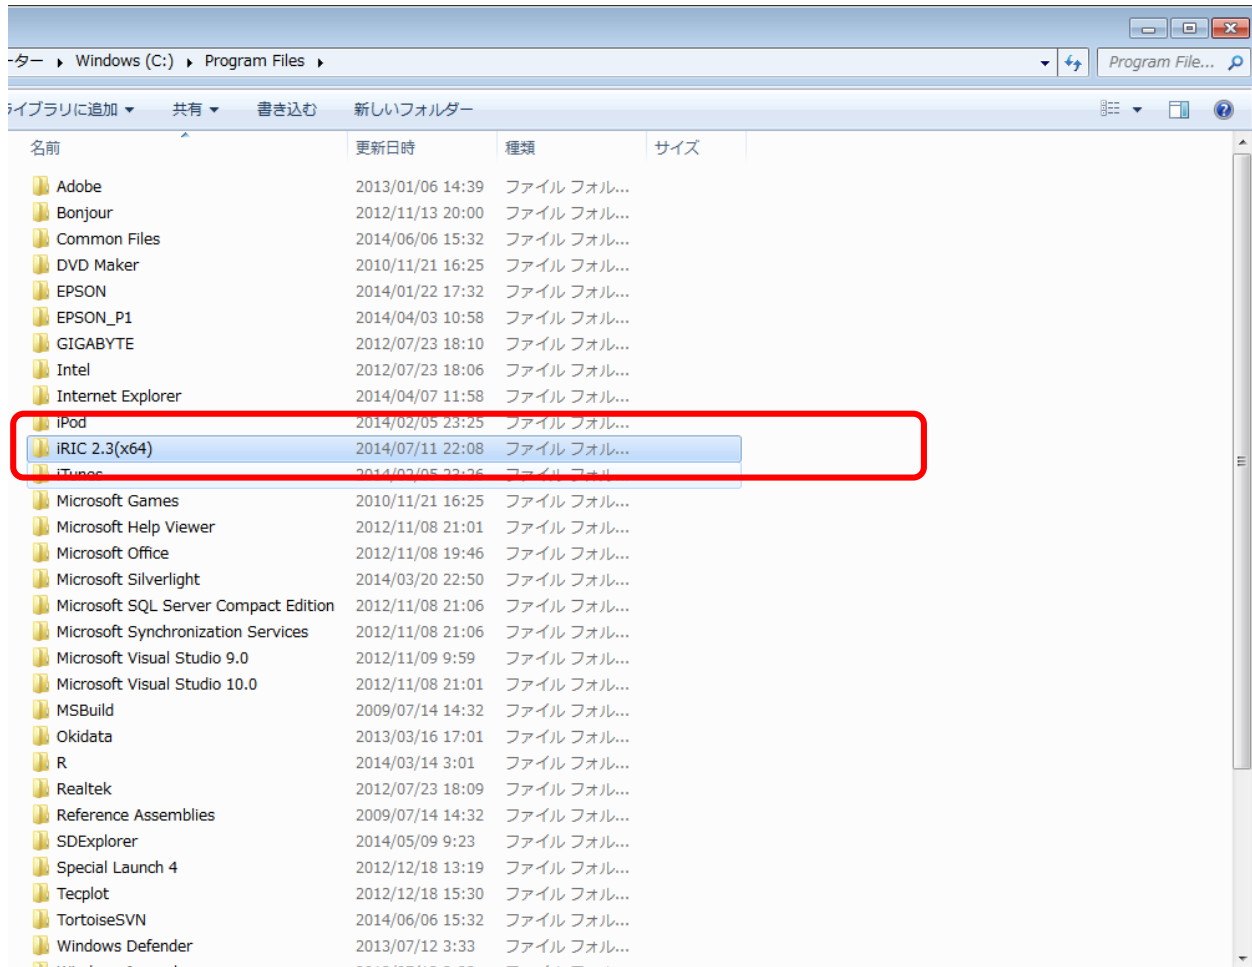 ーター ▸ Windows (C:) ▸ Program Files ▸ Program File...
イブラリに追加 共有 書き込む 新しいフォルダー
名前 更新日時 種類 サイズ
Adobe 2013/01/06 14:39 ファイル フォル...
Bonjour 2012/11/13 20:00 ファイル フォル...
Common Files 2014/06/06 15:32 ファイル フォル...
DVD Maker 2010/11/21 16:25 ファイル フォル...
EPSON 2014/01/22 17:32 ファイル フォル...
EPSON_P1 2014/04/03 10:58 ファイル フォル...
GIGABYTE 2012/07/23 18:10 ファイル フォル...
Intel 2012/07/23 18:06 ファイル フォル...
Internet Explorer 2014/04/07 11:58 ファイル フォル...
iPod 2014/02/05 23:25 ファイル フォル...
iRIC 2.3(x64) 2014/07/11 22:08 ファイル フォル...
iTunes 2014/02/05 23:26 ファイル フォル...
Microsoft Games 2010/11/21 16:25 ファイル フォル...
Microsoft Help Viewer 2012/11/08 21:01 ファイル フォル...
Microsoft Office 2012/11/08 19:46 ファイル フォル...
Microsoft Silverlight 2014/03/20 22:50 ファイル フォル...
Microsoft SQL Server Compact Edition 2012/11/08 21:06 ファイル フォル...
Microsoft Synchronization Services 2012/11/08 21:06 ファイル フォル...
Microsoft Visual Studio 9.0 2012/11/09 9:59 ファイル フォル...
Microsoft Visual Studio 10.0 2012/11/08 21:01 ファイル フォル...
MSBuild 2009/07/14 14:32 ファイル フォル...
Okidata 2013/03/16 17:01 ファイル フォル...
R 2014/03/14 3:01 ファイル フォル...
Realtek 2012/07/23 18:09 ファイル フォル...
Reference Assemblies 2009/07/14 14:32 ファイル フォル...
SDExplorer 2014/05/09 9:23 ファイル フォル...
Special Launch 4 2012/12/18 13:19 ファイル フォル...
Tecplot 2012/12/18 15:30 ファイル フォル...
TortoiseSVN 2014/06/06 15:32 ファイル フォル...
Windows Defender 2013/07/12 3:33 ファイル フォル...